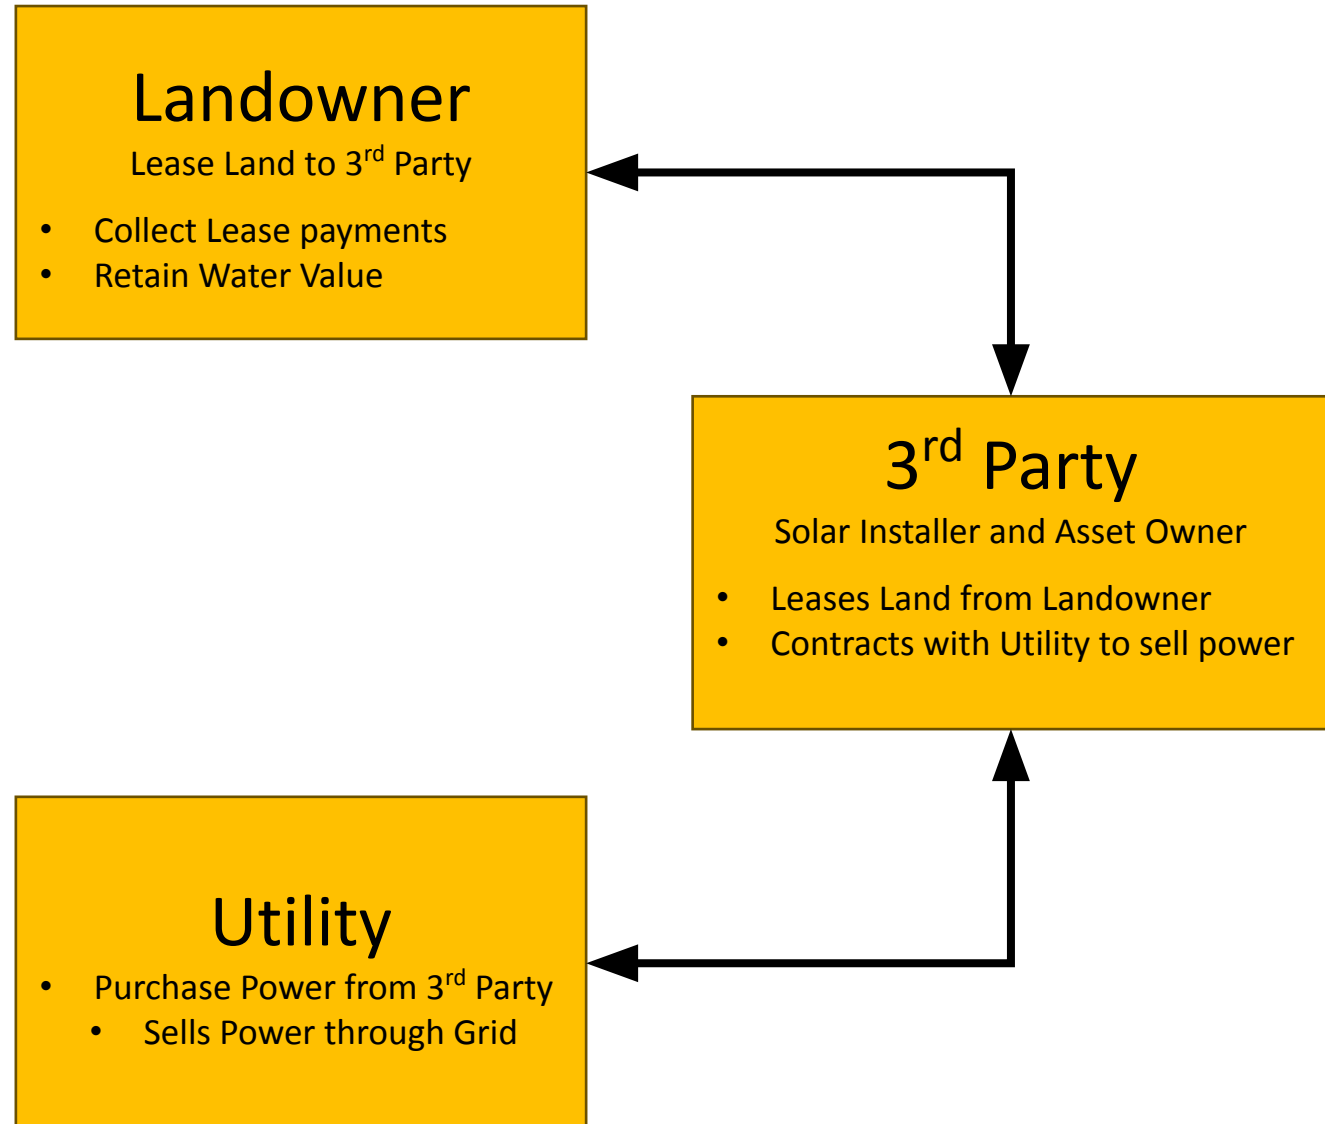 Landowner
Lease Land to 3rd Party
• Collect Lease payments
• Retain Water Value
3rd Party
Solar Installer and Asset Owner
• Leases Land from Landowner
• Contracts with Utility to sell power
Utility
• Purchase Power from 3rd Party
• Sells Power through Grid